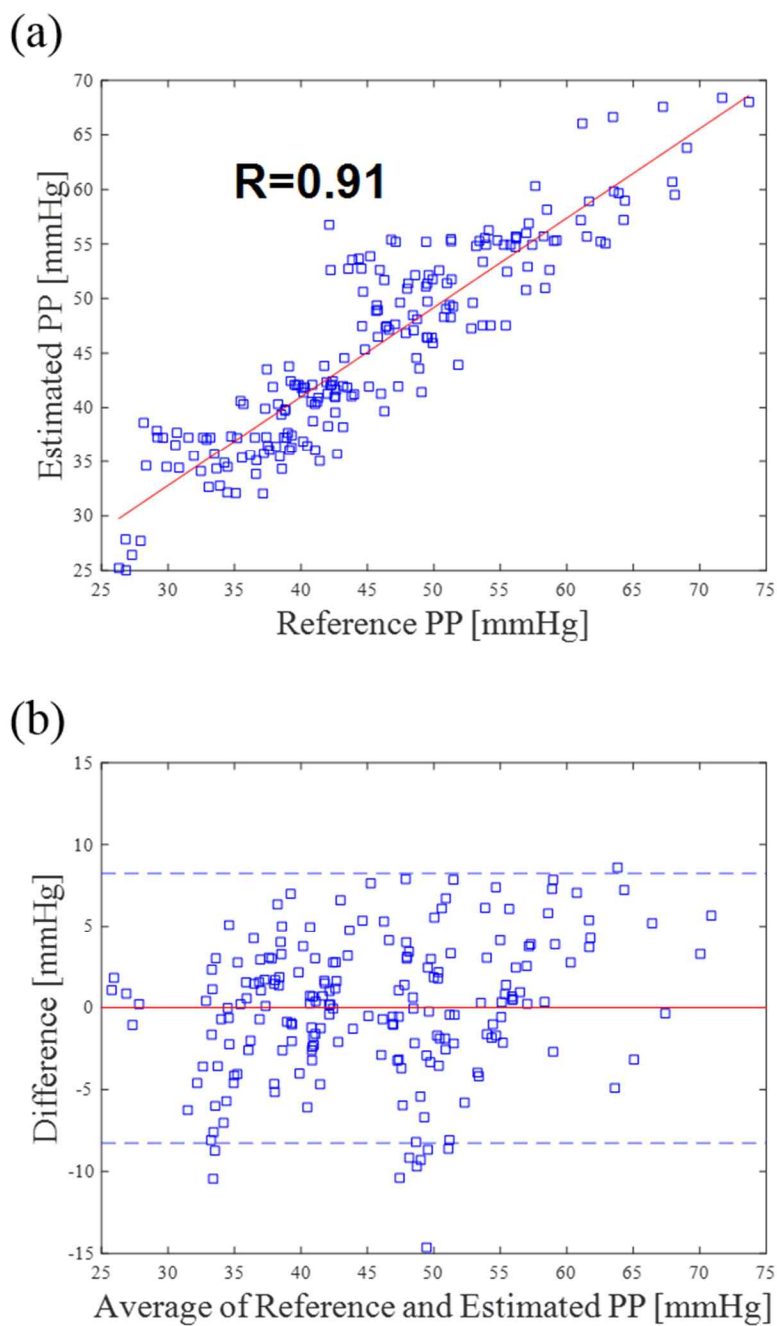 (a)
70
65
60
55
50
45
40
35
30
25
Estimated PP [mmHg]
R=0.91
25 30 35 40 45 50 55 60 65 70 75
Reference PP [mmHg]
(b)
15
10
5
0
-5
-10
-15
Difference [mmHg]
25 30 35 40 45 50 55 60 65 70 75
Average of Reference and Estimated PP [mmHg]